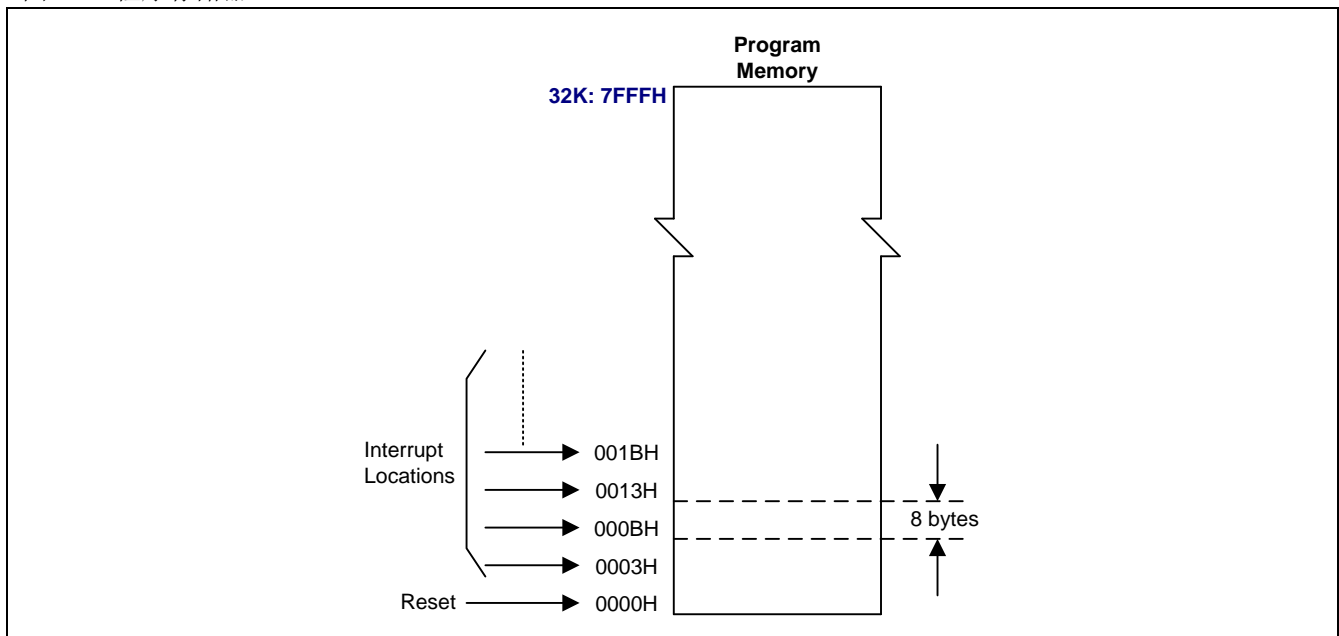 Program
Memory
32K: 7FFFH
Interrupt
Locations
001BH
0013H
000BH
0003H
8 bytes
Reset
0000H